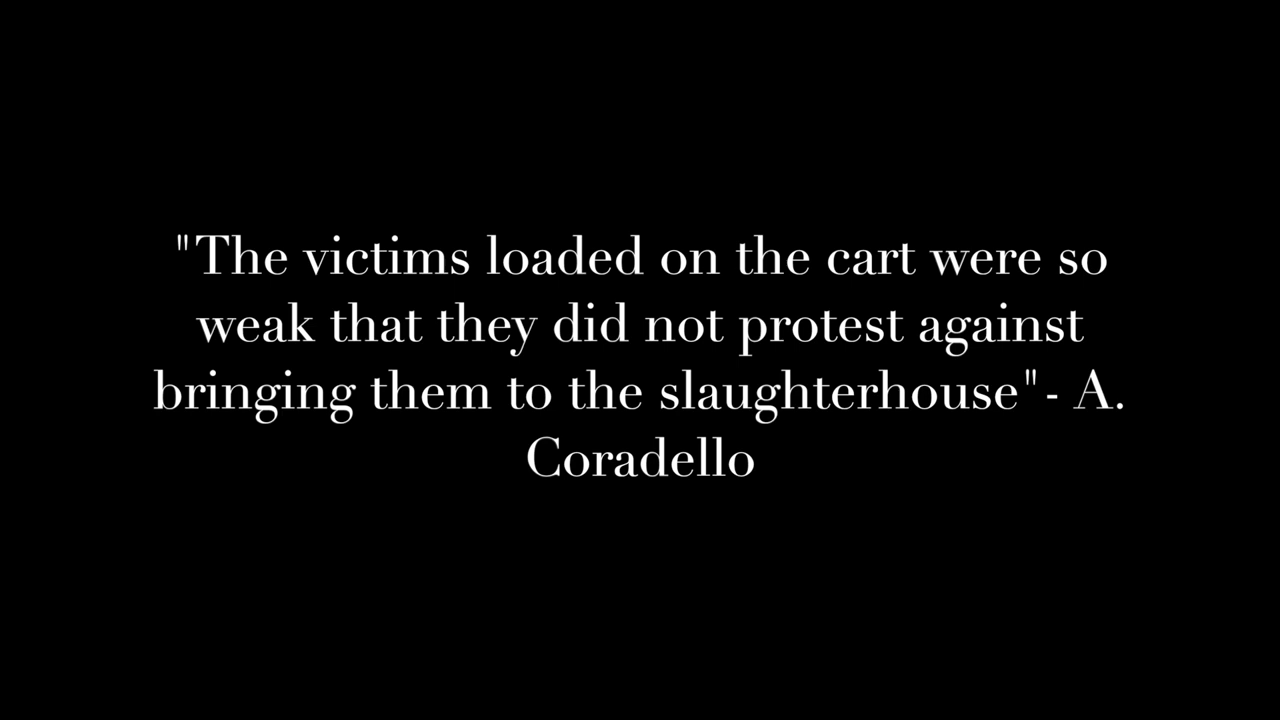 "The victims loaded on the cart were so
weak that they did not protest against
bringing them to the slaughterhouse"- A.
Coradello